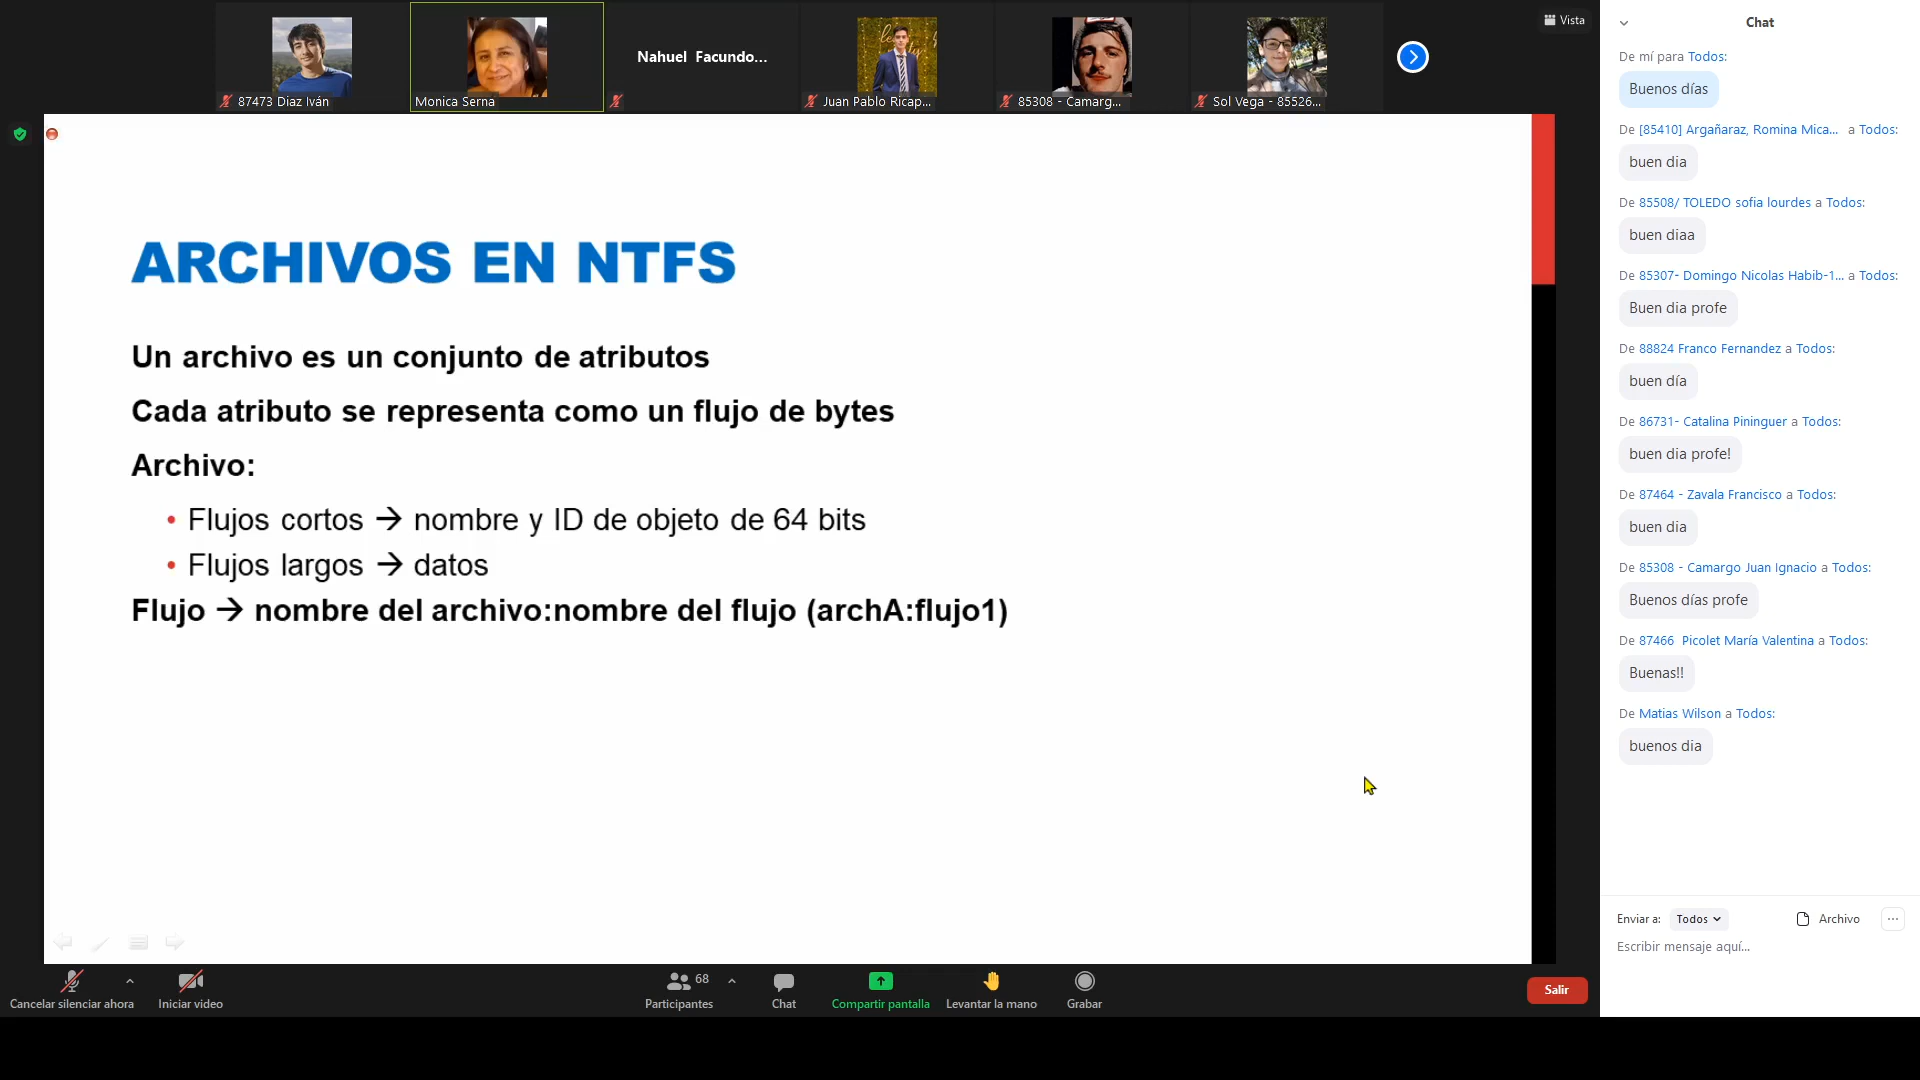 Vista
87473 Diaz Iván
Monica Serna
Nahuel Facundo...
Juan Pablo Ricap...
85308 - Camarg...
Sol Vega - 85526...
ARCHIVOS EN NTFS
Un archivo es un conjunto de atributos
Cada atributo se representa como un flujo de bytes
Archivo:
• Flujos cortos → nombre y ID de objeto de 64 bits
• Flujos largos → datos
Flujo → nombre del archivo:nombre del flujo (archA:flujo1)
Cancelar silenciar ahora
Iniciar video
68
Participantes
Chat
Compartir pantalla
Levantar la mano
Grabar
Salir
Chat
De mí para Todos:
Buenos días
De [85410] Argañaraz, Romina Mica... a Todos:
buen dia
De 85508/ TOLEDO sofia lourdes a Todos:
buen diaa
De 85307- Domingo Nicolas Habib-1... a Todos:
Buen dia profe
De 88824 Franco Fernandez a Todos:
buen día
De 86731- Catalina Pininguer a Todos:
buen dia profe!
De 87464 - Zavala Francisco a Todos:
buen dia
De 85308 - Camargo Juan Ignacio a Todos:
Buenos días profe
De 87466 Picolet María Valentina a Todos:
Buenas!!
De Matias Wilson a Todos:
buenos dia
Enviar a: Todos
Archivo
Escribir mensaje aquí...